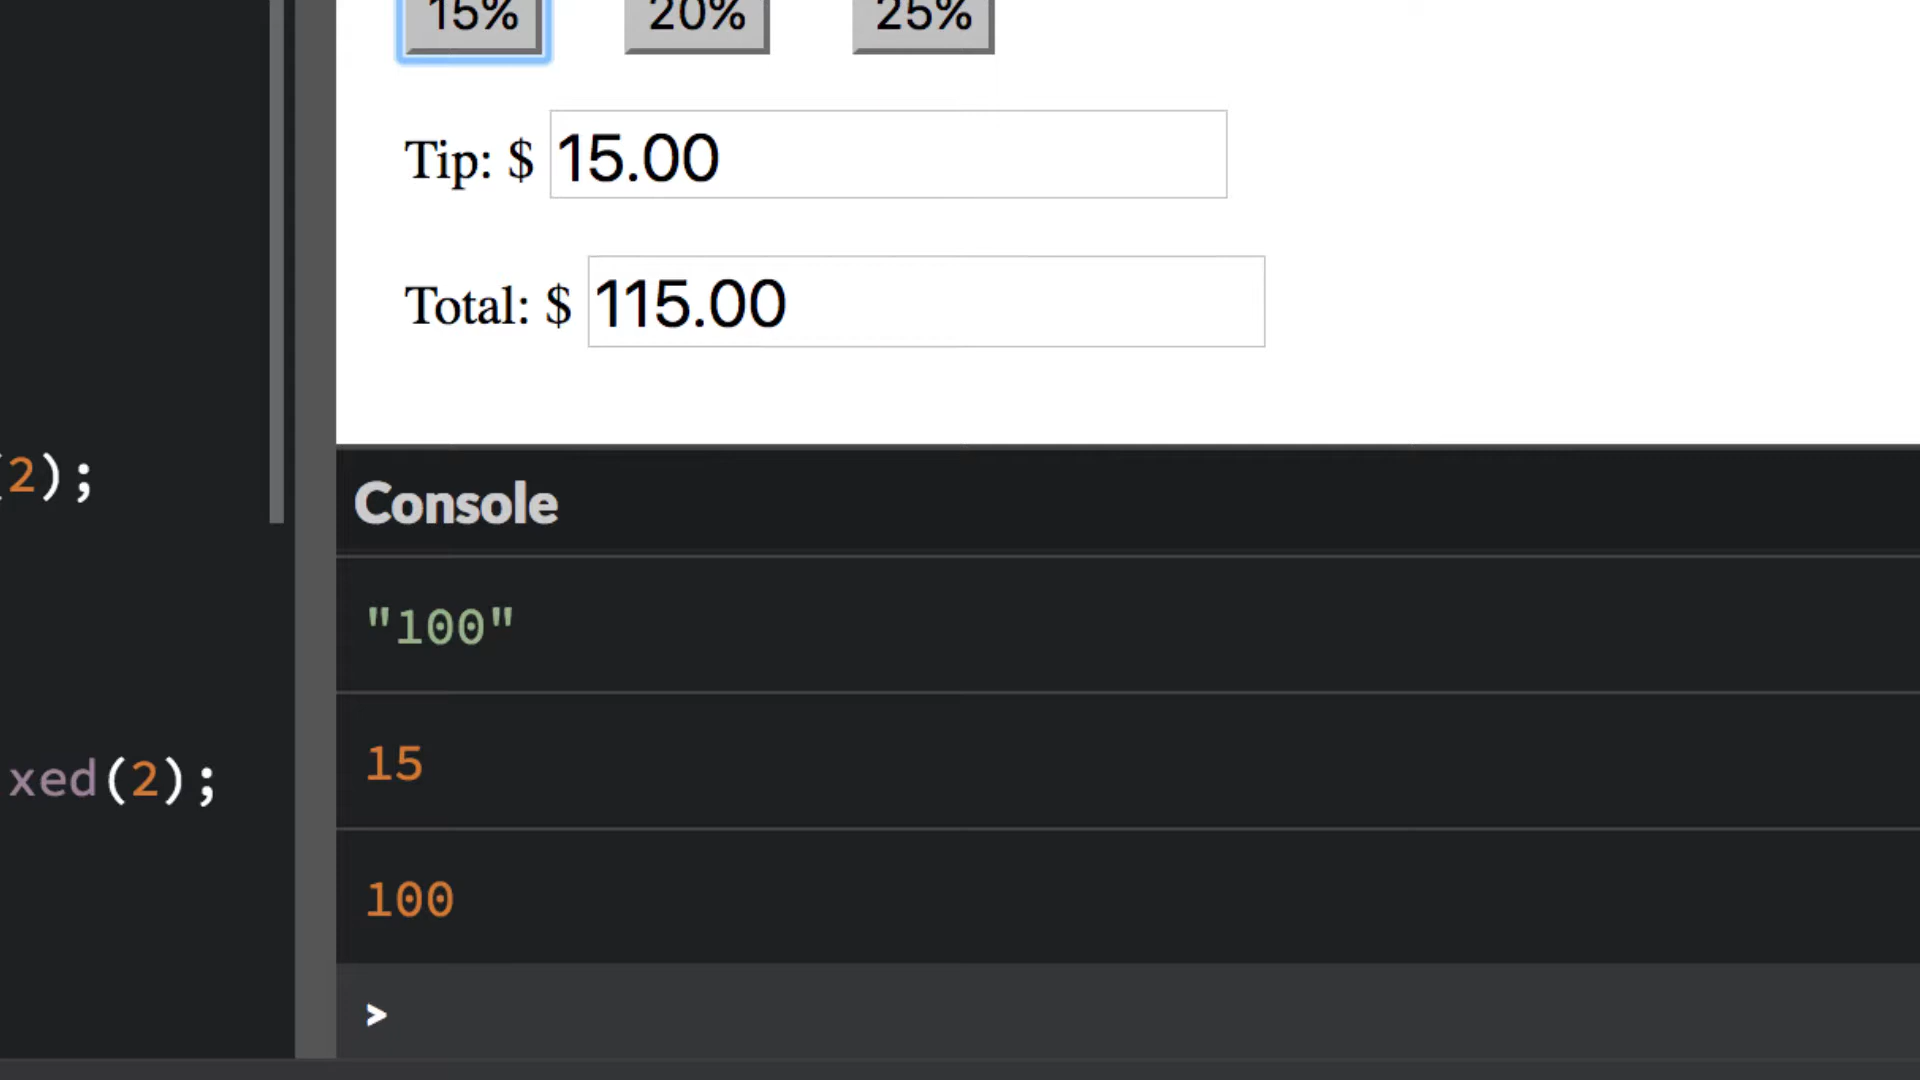 15% 20% 25%
Tip: $ 15.00
Total: $ 115.00
(2);
xed(2);
Console
"100"
15
100
>